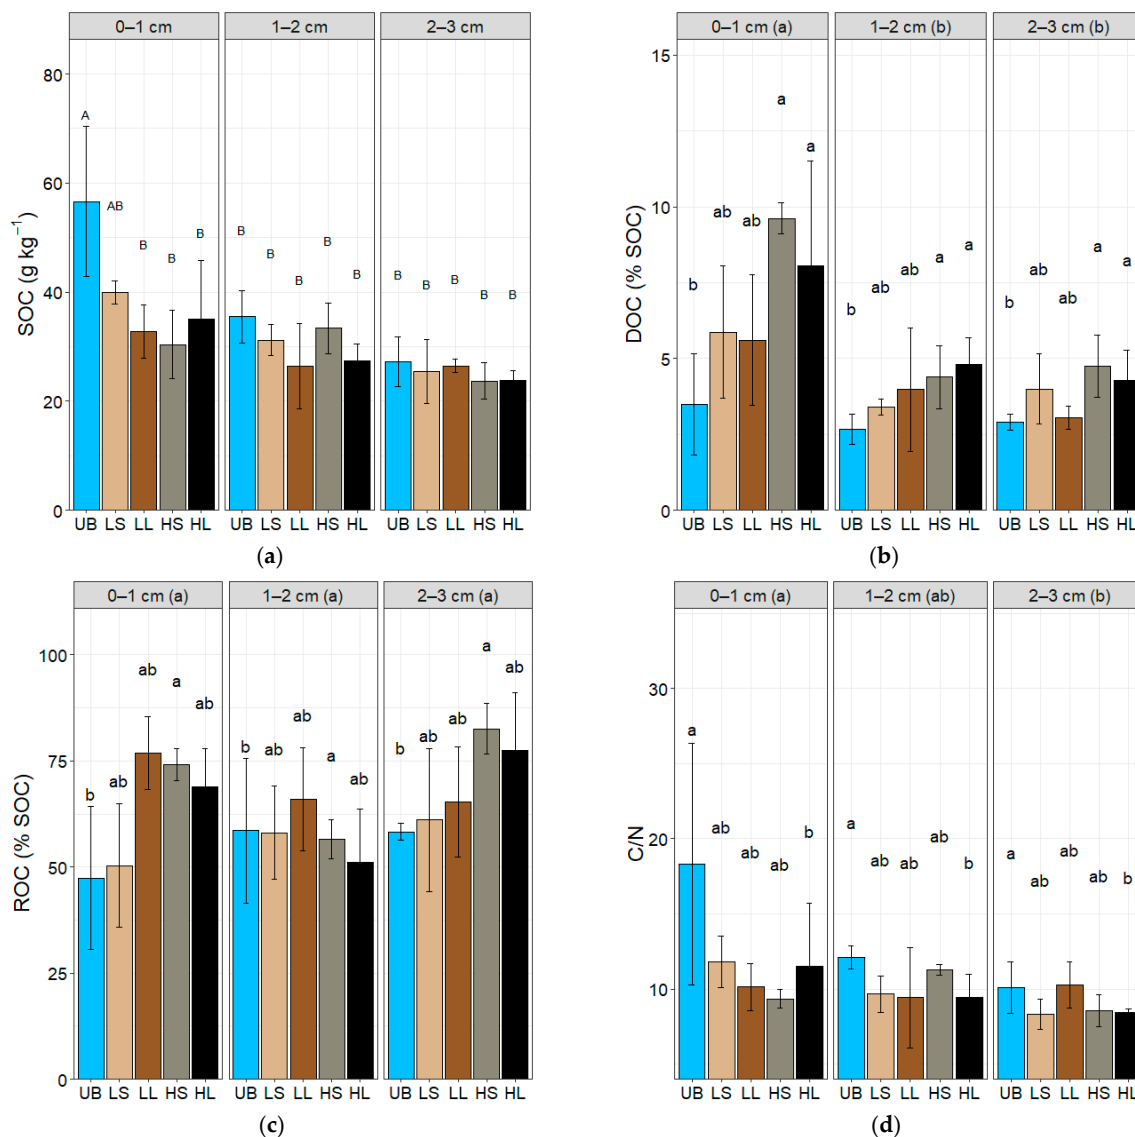 0–1 cm 1–2 cm 2–3 cm
SOC (g kg⁻¹)
80
60
40
20
0
A AB B B B
B B B B B
B B B B B
UB LS LL HS HL UB LS LL HS HL UB LS LL HS HL
(a)
0–1 cm (a) 1–2 cm (b) 2–3 cm (b)
DOC (% SOC)
15
10
5
0
b ab ab a a
b ab ab a a
b ab ab a a
UB LS LL HS HL UB LS LL HS HL UB LS LL HS HL
(b)
0–1 cm (a) 1–2 cm (a) 2–3 cm (a)
ROC (% SOC)
100
75
50
25
0
b ab ab a ab
b ab ab a ab
b ab ab a ab
UB LS LL HS HL UB LS LL HS HL UB LS LL HS HL
(c)
0–1 cm (a) 1–2 cm (ab) 2–3 cm (b)
C/N
30
20
10
a ab ab ab b
a ab ab ab b
a ab ab ab b
UB LS LL HS HL UB LS LL HS HL UB LS LL HS HL
(d)